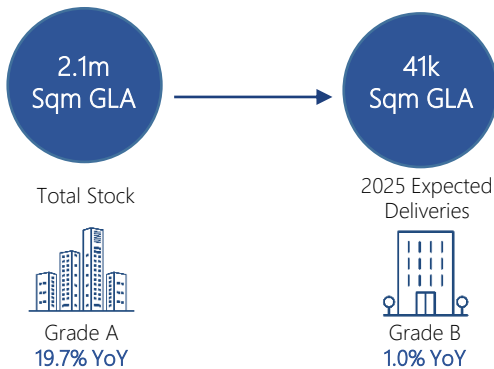 2.1m
Sqm GLA
41k
Sqm GLA
Total Stock
2025 Expected
Deliveries
Grade A
19.7% YoY
Grade B
1.0% YoY